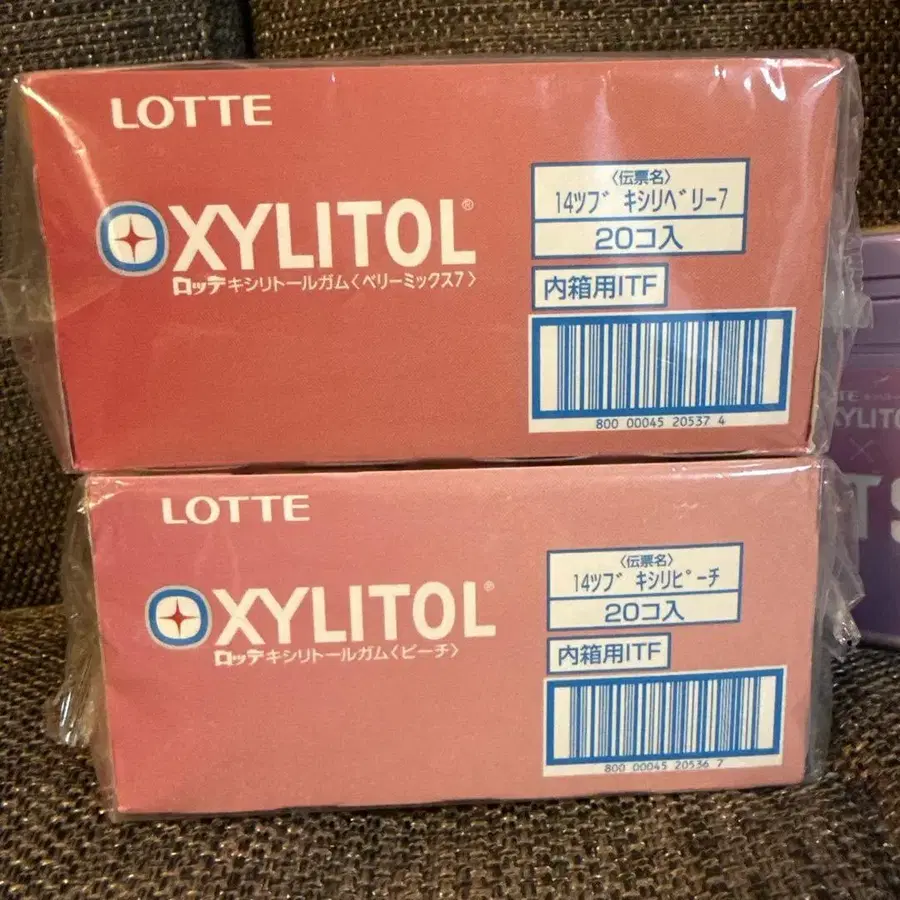 LOTTE
OXYLITOL®
ロッテキシリトールガム〈ベリーミックス7〉
〈伝票名〉
14ツブ キシリベリー7
20コ入
内箱用ITF
800 00045 20537 4
LOTTE
OXYLITOL®
ロッテキシリトールガム〈ピーチ〉
〈伝票名〉
14ツブ キシリピーチ
20コ入
内箱用ITF
800 00045 20536 7
XYLITO
×